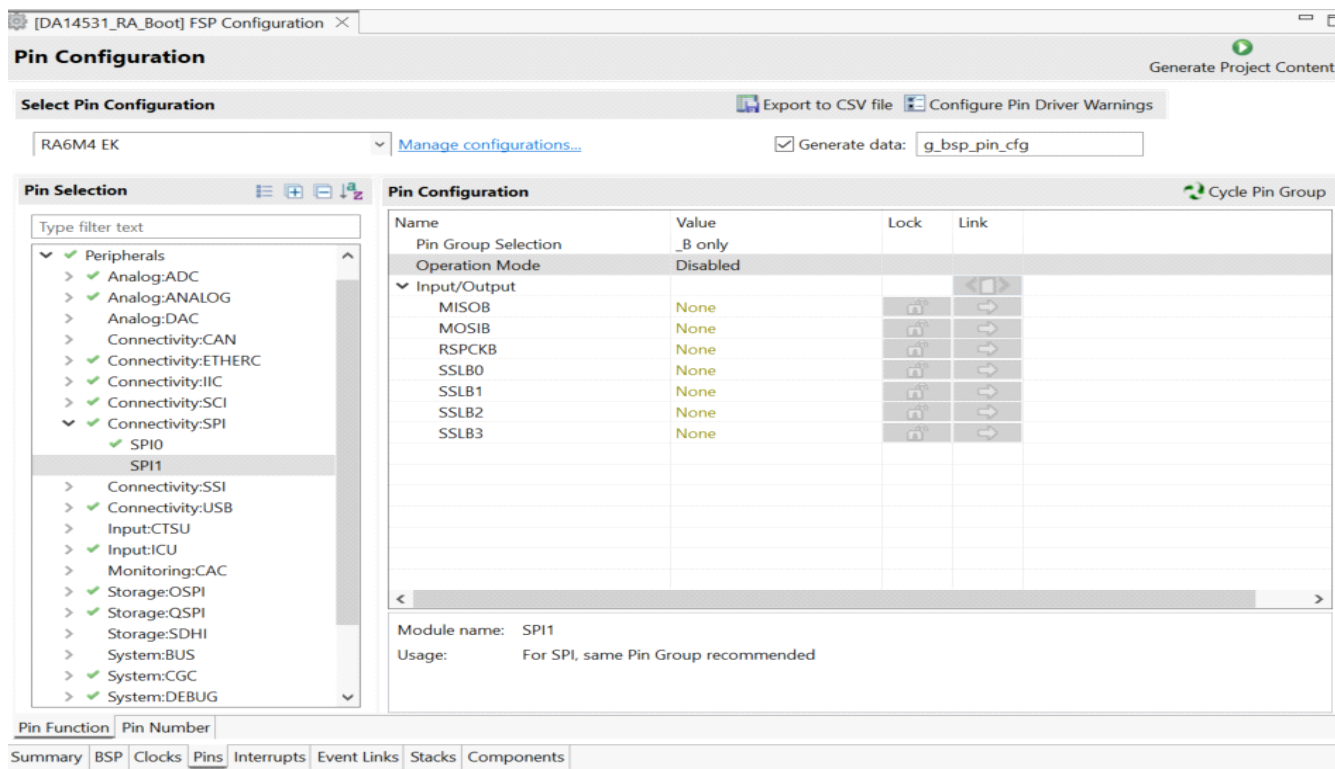 [DA14531_RA_Boot] FSP Configuration
Pin Configuration
Generate Project Content
Select Pin Configuration
Export to CSV file Configure Pin Driver Warnings
RA6M4 EK Manage configurations... Generate data: g_bsp_pin_cfg
Pin Selection
Type filter text
Peripherals
Analog:ADC
Analog:ANALOG
Analog:DAC
Connectivity:CAN
Connectivity:ETHERC
Connectivity:IIC
Connectivity:SCI
Connectivity:SPI
SPI0
SPI1
Connectivity:SSI
Connectivity:USB
Input:CTSU
Input:ICU
Monitoring:CAC
Storage:OSPI
Storage:QSPI
Storage:SDHI
System:BUS
System:CGC
System:DEBUG
Pin Configuration Cycle Pin Group
Name Value Lock Link
Pin Group Selection _B only
Operation Mode Disabled
Input/Output
MISOB None
MOSIB None
RSPCKB None
SSLB0 None
SSLB1 None
SSLB2 None
SSLB3 None
Module name: SPI1
Usage: For SPI, same Pin Group recommended
Pin Function Pin Number
Summary BSP Clocks Pins Interrupts Event Links Stacks Components